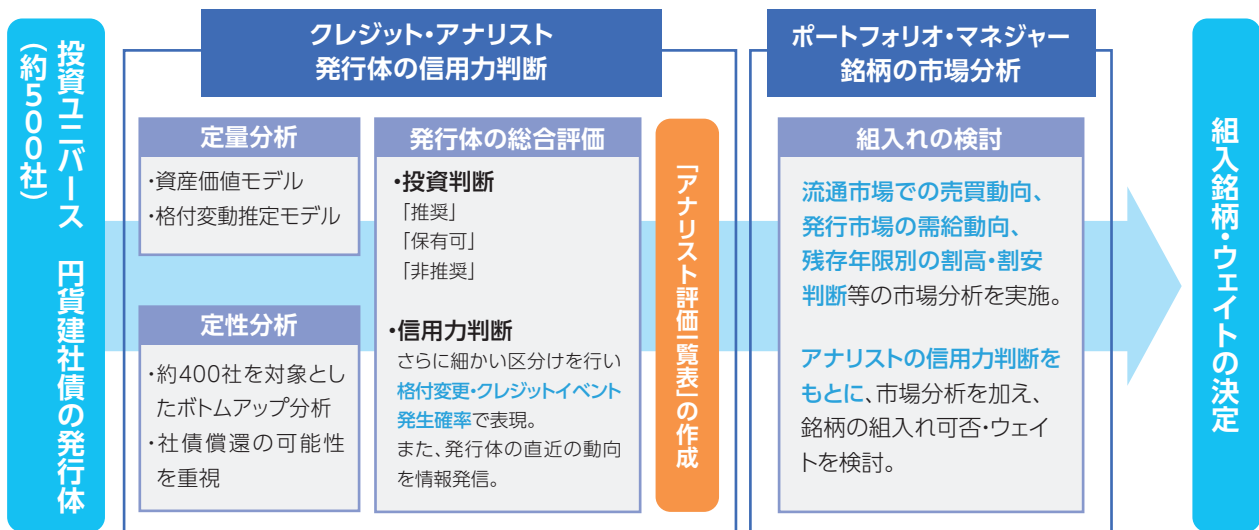 投資ユニバース 円貨建社債の発行体
（約500社）
クレジット・アナリスト
発行体の信用力判断
定量分析
・資産価値モデル
・格付変動推定モデル
定性分析
・約400社を対象とし
たボトムアップ分析
・社債償還の可能性
を重視
発行体の総合評価
・投資判断
「推奨」
「保有可」
「非推奨」
・信用力判断
さらに細かい区分けを行い
格付変更・クレジットイベント
発生確率で表現。
また、発行体の直近の動向
を情報発信。
「アナリスト評価一覧表」の作成
ポートフォリオ・マネジャー
銘柄の市場分析
組入れの検討
流通市場での売買動向、
発行市場の需給動向、
残存年限別の割高・割安
判断等の市場分析を実施。
アナリストの信用力判断を
もとに、市場分析を加え、
銘柄の組入れ可否・ウェイ
トを検討。
組入銘柄・ウェイトの決定